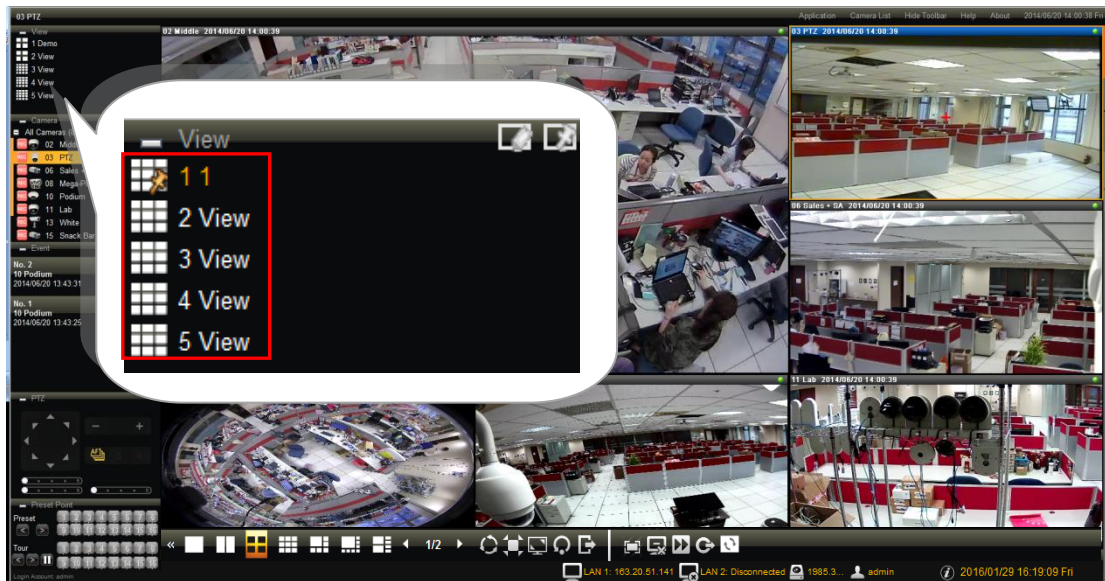 03 PTZ
Application Camera List Hide Toolbar Help About 2014/06/20 14:00:38 Fri
View
1 Demo
2 View
3 View
4 View
5 View
02 Middle 2014/06/20 14:00:39
03 PTZ 2014/06/20 14:00:39
View
1 1
2 View
3 View
4 View
5 View
Camera
All Cameras
02
03 PTZ
06 Sales
08
10 Podium
11 Lab
13 White
15 Snack Bar
06 Sales + SA 2014/06/20 14:00:39
Event
No. 2
10 Podium
2014/06/20 13:43:31
No. 1
10 Podium
2014/06/20 13:43:25
11 Lab 2014/06/20 14:00:39
PTZ
AF
Preset Point
Preset
Tour
1/2
Login Account: admin
LAN 1: 163.20.51.141 LAN 2: Disconnected 1985.3... admin 2016/01/29 16:19:09 Fri